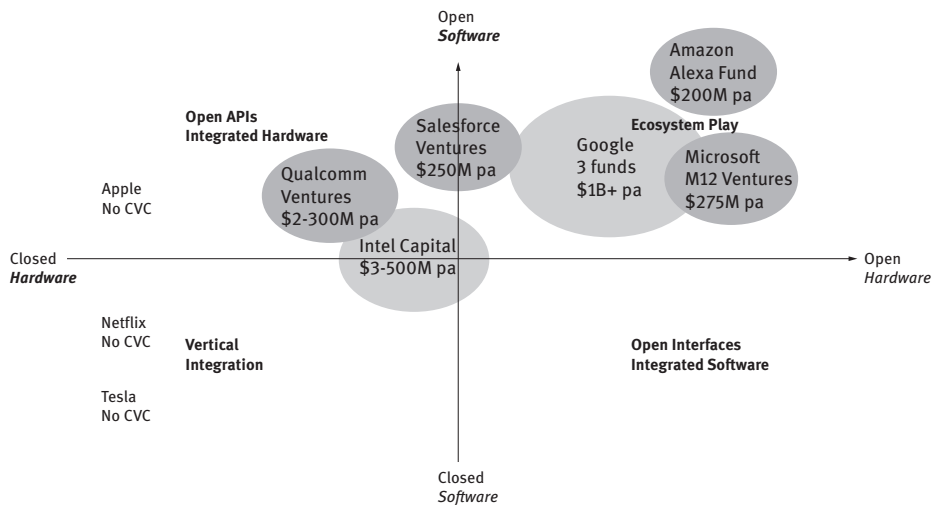 Open
Software
Amazon
Alexa Fund
$200M pa
Open APIs
Integrated Hardware
Salesforce
Ventures
$250M pa
Ecosystem Play
Google
3 funds
$1B+ pa
Microsoft
M12 Ventures
$275M pa
Qualcomm
Ventures
$2-300M pa
Apple
No CVC
Intel Capital
$3-500M pa
Closed
Hardware
Open
Hardware
Netflix
No CVC
Vertical
Integration
Open Interfaces
Integrated Software
Tesla
No CVC
Closed
Software